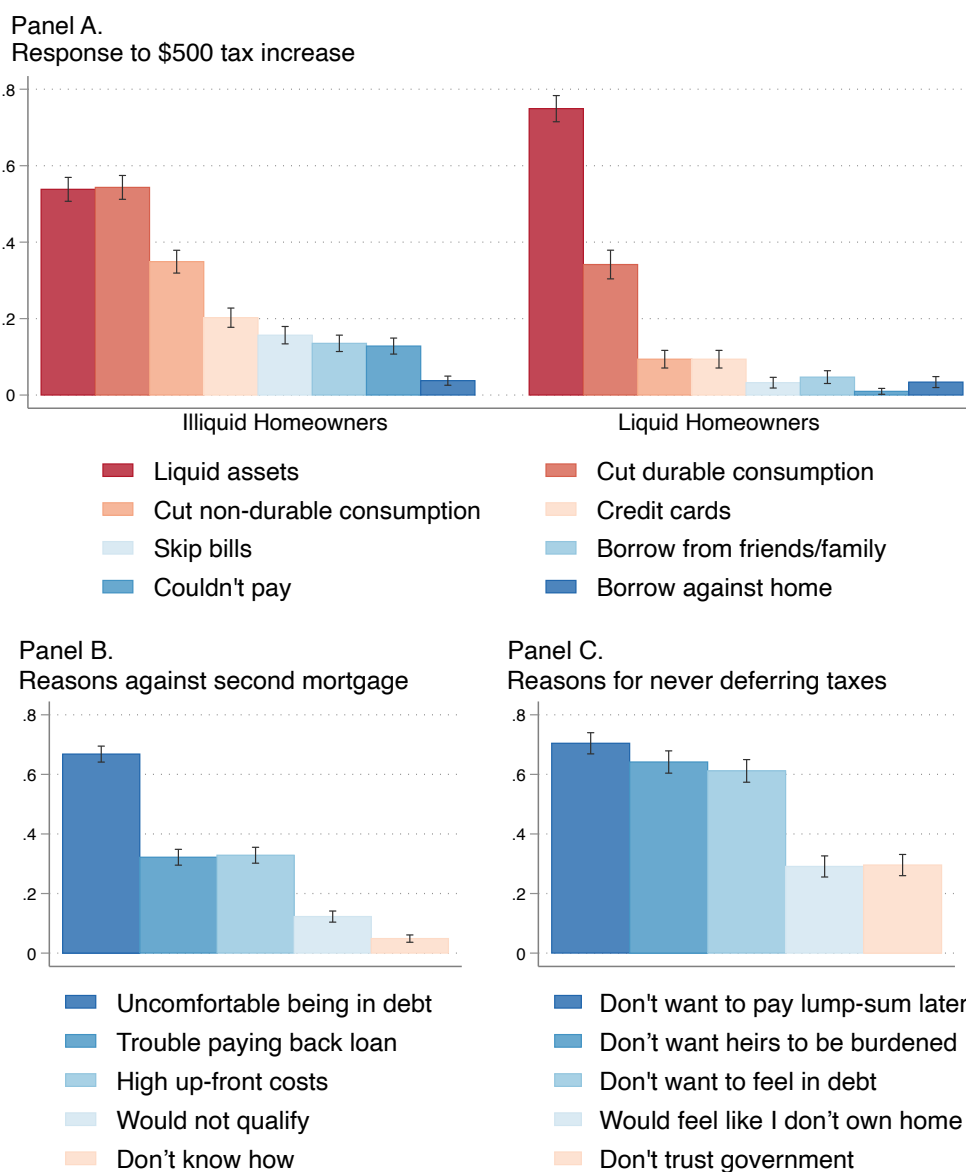 Panel A.
Response to $500 tax increase
.8
.6
.4
.2
0
Illiquid Homeowners
Liquid Homeowners
Liquid assets
Cut durable consumption
Cut non-durable consumption
Credit cards
Skip bills
Borrow from friends/family
Couldn't pay
Borrow against home
Panel B.
Reasons against second mortgage
.8
.6
.4
.2
0
Uncomfortable being in debt
Trouble paying back loan
High up-front costs
Would not qualify
Don’t know how
Panel C.
Reasons for never deferring taxes
.8
.6
.4
.2
0
Don't want to pay lump-sum later
Don’t want heirs to be burdened
Don't want to feel in debt
Would feel like I don’t own home
Don't trust government